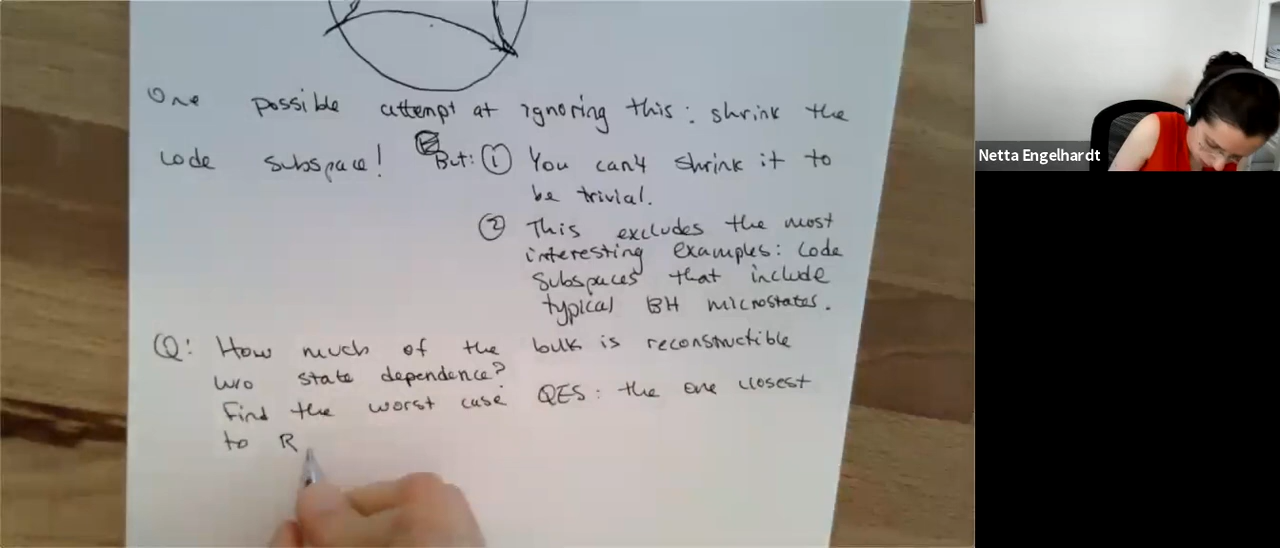 One possible attempt at ignoring this: shrink the
code subspace! But: ① You can't shrink it to
be trivial.
② This excludes the most
interesting examples: code
subspaces that include
typical BH microstates.
Q: How much of the bulk is reconstructible
w/o state dependence?
Find the worst case QES: the one closest
to R
Netta Engelhardt